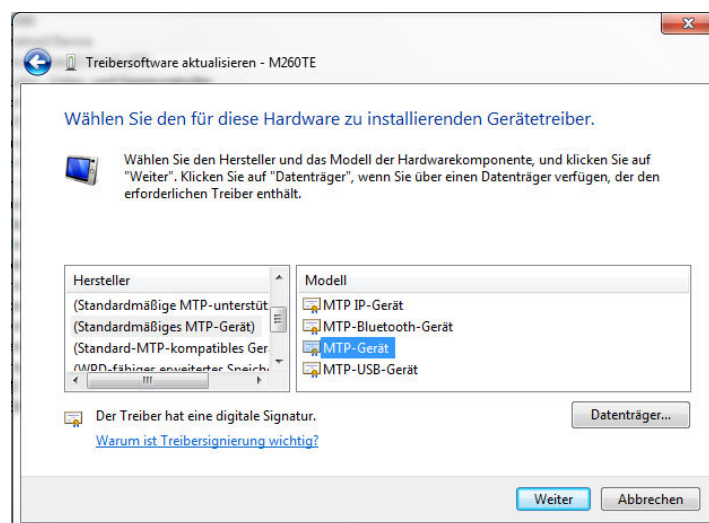 Treibersoftware aktualisieren - M260TE
Wählen Sie den für diese Hardware zu installierenden Gerätetreiber.
Wählen Sie den Hersteller und das Modell der Hardwarekomponente, und klicken Sie auf
"Weiter". Klicken Sie auf "Datenträger", wenn Sie über einen Datenträger verfügen, der den
erforderlichen Treiber enthält.
Hersteller
(Standardmäßige MTP-unterstüt
(Standardmäßiges MTP-Gerät)
(Standard-MTP-kompatibles Ger
(WPD-fähiger erweiterter Speich
Modell
MTP IP-Gerät
MTP-Bluetooth-Gerät
MTP-Gerät
MTP-USB-Gerät
Der Treiber hat eine digitale Signatur.
Warum ist Treibersignierung wichtig?
Datenträger...
Weiter
Abbrechen